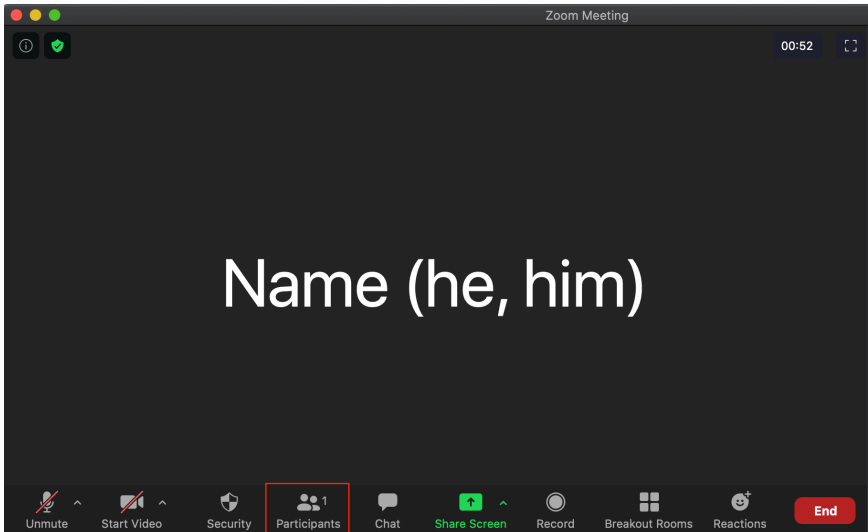 Zoom Meeting
00:52
Name (he, him)
1
Unmute Start Video Security Participants Chat Share Screen Record Breakout Rooms Reactions End